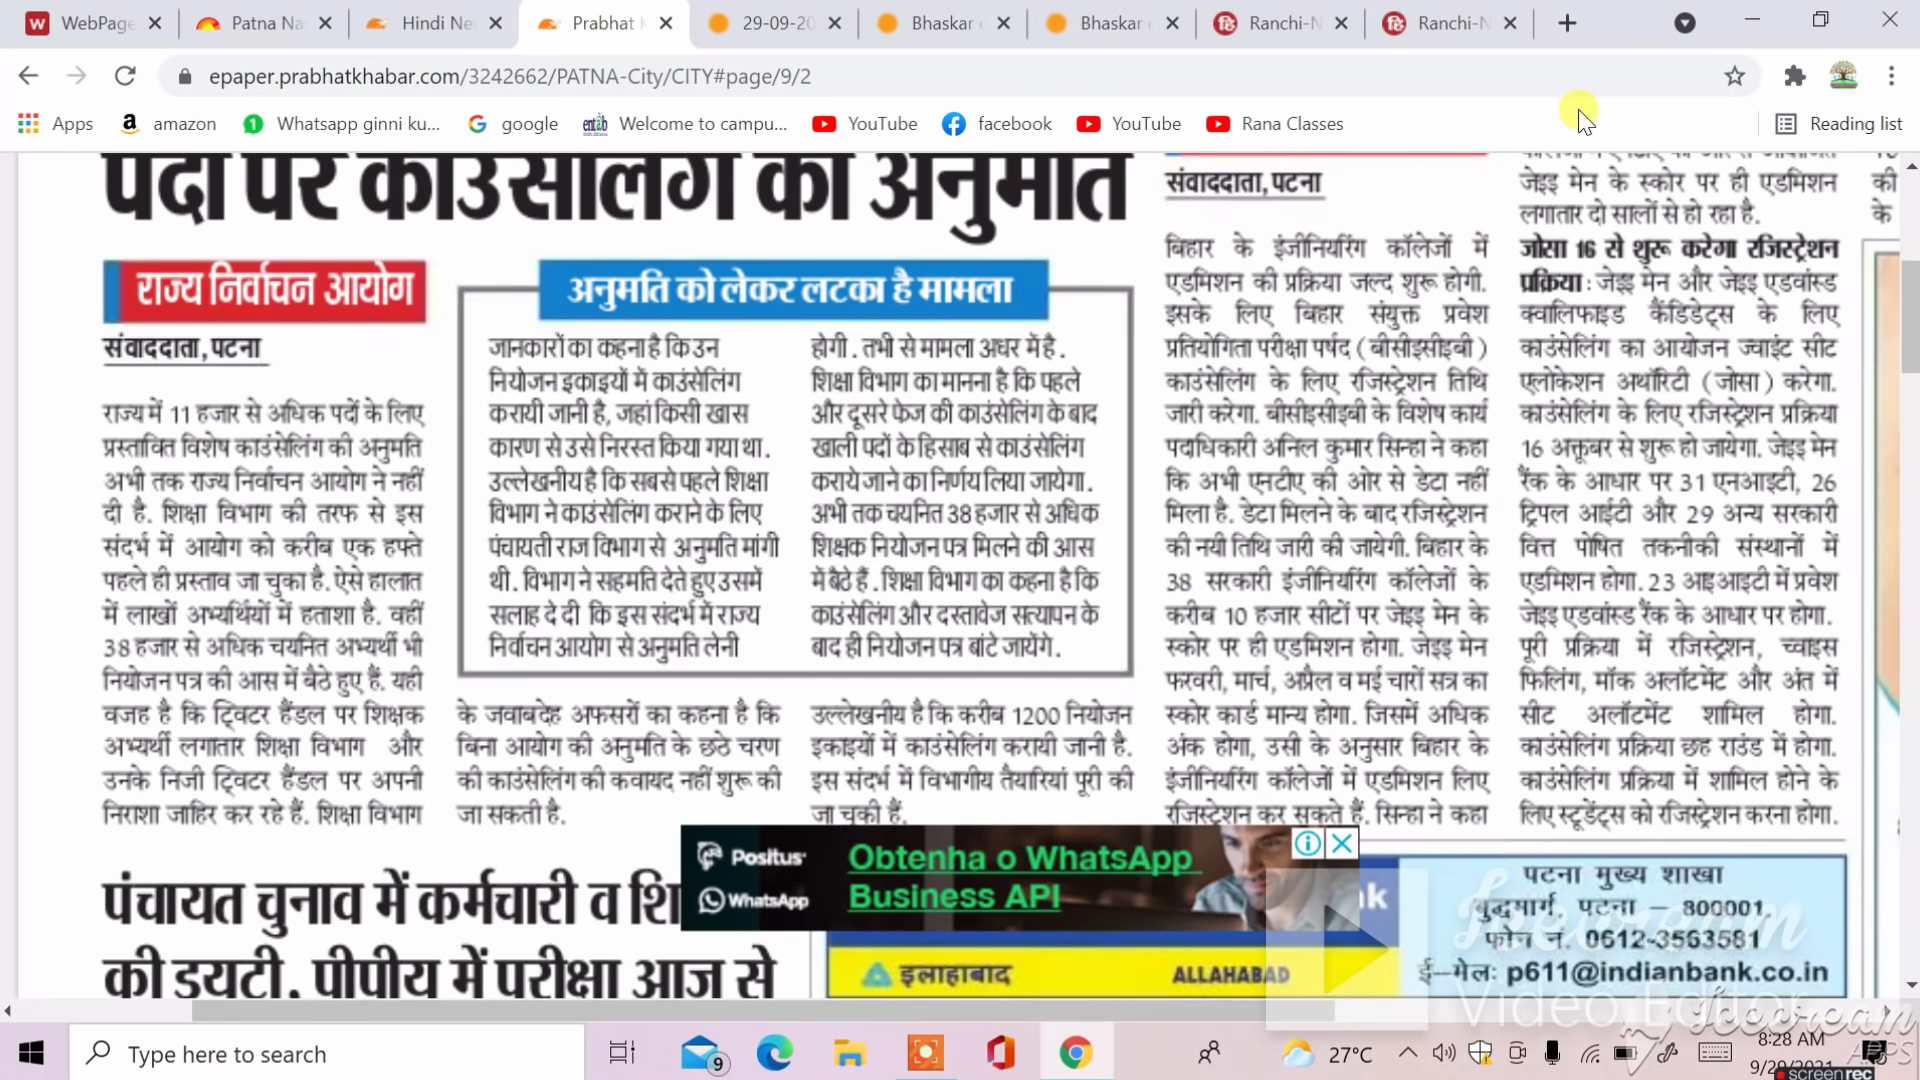 WebPage
Patna Na
Hindi Ne
Prabhat
29-09-20
Bhaskar
Bhaskar
Ranchi-N
Ranchi-N
epaper.prabhatkhabar.com/3242662/PATNA-City/CITY#page/9/2
Apps
amazon
Whatsapp ginni ku...
google
Welcome to campu...
YouTube
facebook
YouTube
Rana Classes
Reading list
पदों पर काउंसेलिंग की अनुमति
राज्य निर्वाचन आयोग
संवाददाता, पटना
राज्य में 11 हजार से अधिक पदों के लिए
प्रस्तावित विशेष काउंसेलिंग की अनुमति
अभी तक राज्य निर्वाचन आयोग ने नहीं
दी है. शिक्षा विभाग की तरफ से इस
संदर्भ में आयोग को करीब एक हफ्ते
पहले ही प्रस्ताव जा चुका है. ऐसे हालात
में लाखों अभ्यर्थियों में हताशा है. वहीं
38 हजार से अधिक चयनित अभ्यर्थी भी
नियोजन पत्र की आस में बैठे हुए हैं. यही
वजह है कि ट्विटर हैंडल पर शिक्षक
अभ्यर्थी लगातार शिक्षा विभाग और
उनके निजी ट्विटर हैंडल पर अपनी
निराशा जाहिर कर रहे हैं. शिक्षा विभाग
अनुमति को लेकर लटका है मामला
जानकारों का कहना है कि उन
नियोजन इकाइयों में काउंसेलिंग
करायी जानी है, जहां किसी खास
कारण से उसे निरस्त किया गया था.
उल्लेखनीय है कि सबसे पहले शिक्षा
विभाग ने काउंसेलिंग कराने के लिए
पंचायती राज विभाग से अनुमति मांगी
थी. विभाग ने सहमति देते हुए उसमें
सलाह दे दी कि इस संदर्भ में राज्य
निर्वाचन आयोग से अनुमति लेनी
होगी. तभी से मामला अधर में है.
शिक्षा विभाग का मानना है कि पहले
और दूसरे फेज की काउंसेलिंग के बाद
खाली पदों के हिसाब से काउंसेलिंग
कराये जाने का निर्णय लिया जायेगा.
अभी तक चयनित 38 हजार से अधिक
शिक्षक नियोजन पत्र मिलने की आस
में बैठे हैं. शिक्षा विभाग का कहना है कि
काउंसेलिंग और दस्तावेज सत्यापन के
बाद ही नियोजन पत्र बांटे जायेंगे.
के जवाबदेह अफसरों का कहना है कि
बिना आयोग की अनुमति के छठे चरण
की काउंसेलिंग की कवायद नहीं शुरू की
जा सकती है.
उल्लेखनीय है कि करीब 1200 नियोजन
इकाइयों में काउंसेलिंग करायी जानी है.
इस संदर्भ में विभागीय तैयारियां पूरी की
जा चुकी हैं.
संवाददाता, पटना
बिहार के इंजीनियरिंग कॉलेजों में
एडमिशन की प्रक्रिया जल्द शुरू होगी.
इसके लिए बिहार संयुक्त प्रवेश
प्रतियोगिता परीक्षा पर्षद (बीसीइसीइबी)
काउंसेलिंग के लिए रजिस्ट्रेशन तिथि
जारी करेगा. बीसीइसीइबी के विशेष कार्य
पदाधिकारी अनिल कुमार सिन्हा ने कहा
कि अभी एनटीए की ओर से डेटा नहीं
मिला है. डेटा मिलने के बाद रजिस्ट्रेशन
की नयी तिथि जारी की जायेगी. बिहार के
38 सरकारी इंजीनियरिंग कॉलेजों के
करीब 10 हजार सीटों पर जेइइ मेन के
स्कोर पर ही एडमिशन होगा. जेइइ मेन
फरवरी, मार्च, अप्रैल व मई चारों सत्र का
स्कोर कार्ड मान्य होगा. जिसमें अधिक
अंक होगा, उसी के अनुसार बिहार के
इंजीनियरिंग कॉलेजों में एडमिशन लिए
रजिस्ट्रेशन कर सकते हैं. सिन्हा ने कहा
जेइइ मेन के स्कोर पर ही एडमिशन
लगातार दो सालों से हो रहा है.
जोसा 16 से शुरू करेगा रजिस्ट्रेशन
प्रक्रिया : जेइइ मेन और जेइइ एडवांस्ड
क्वालिफाइड कैंडिडेट्स के लिए
काउंसेलिंग का आयोजन ज्वाइंट सीट
एलोकेशन अथॉरिटी (जोसा) करेगा.
काउंसेलिंग के लिए रजिस्ट्रेशन प्रक्रिया
16 अक्तूबर से शुरू हो जायेगा. जेइइ मेन
रैंक के आधार पर 31 एनआइटी, 26
ट्रिपल आईटी और 29 अन्य सरकारी
वित्त पोषित तकनीकी संस्थानों में
एडमिशन होगा. 23 आइआइटी में प्रवेश
जेइइ एडवांस्ड रैंक के आधार पर होगा.
पूरी प्रक्रिया में रजिस्ट्रेशन, च्वाइस
फिलिंग, मॉक अलॉटमेंट और अंत में
सीट अलॉटमेंट शामिल होगा.
काउंसेलिंग प्रक्रिया छह राउंड में होगा.
काउंसेलिंग प्रक्रिया में शामिल होने के
लिए स्टूडेंट्स को रजिस्ट्रेशन करना होगा.
की
के
पंचायत चुनाव में कर्मचारी व शि
की ड्यूटी, पीपीयू में परीक्षा आज से
Positus
WhatsApp
Obtenha o WhatsApp
Business API
nk
इलाहाबाद
ALLAHABAD
पटना मुख्य शाखा
बुद्धमार्ग, पटना – 800001
फोन नं. 0612-3563581
ई–मेलः p611@indianbank.co.in
Video Editor
Icecream
APPS
Type here to search
9
27°C
8:28 AM
screen rec